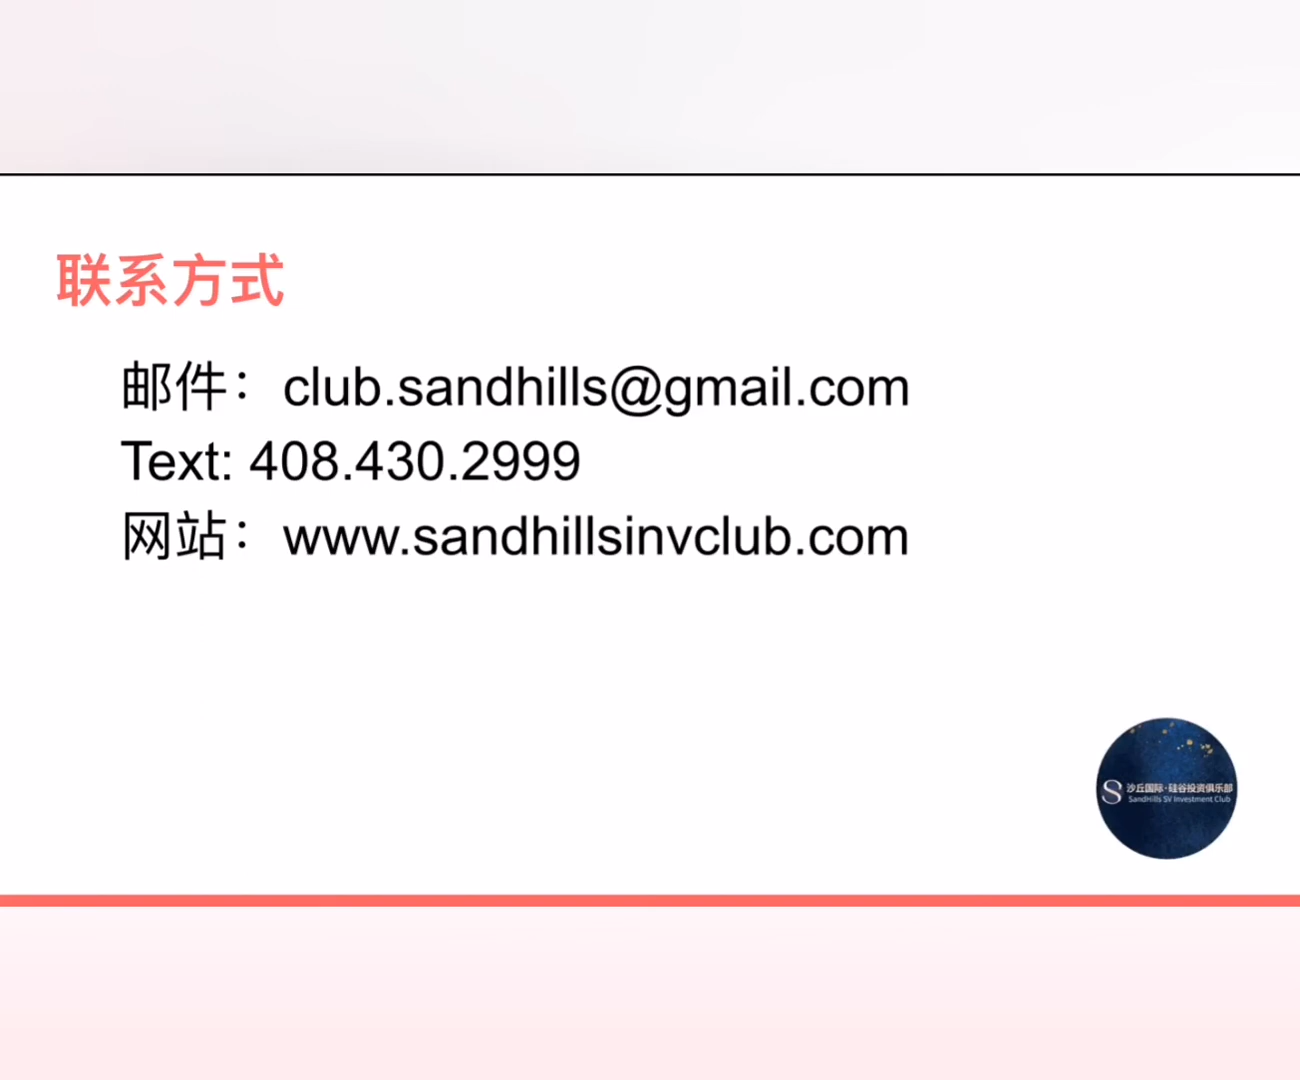 联系方式
邮件：club.sandhills@gmail.com
Text: 408.430.2999
网站：www.sandhillsinvclub.com
S 沙丘国际·硅谷投资俱乐部
SandHills SV Investment Club